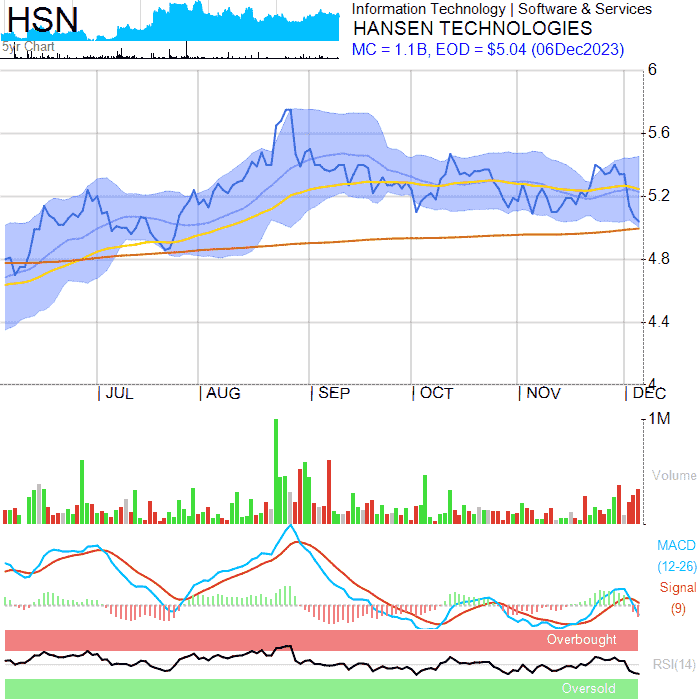 HSN
5yr Chart
Information Technology | Software & Services
HANSEN TECHNOLOGIES
MC = 1.1B, EOD = $5.04 (06Dec2023)
6
5.6
5.2
4.8
4.4
4
JUL AUG SEP OCT NOV DEC
1M
Volume
MACD
(12-26)
Signal
(9)
Overbought
RSI(14)
Oversold